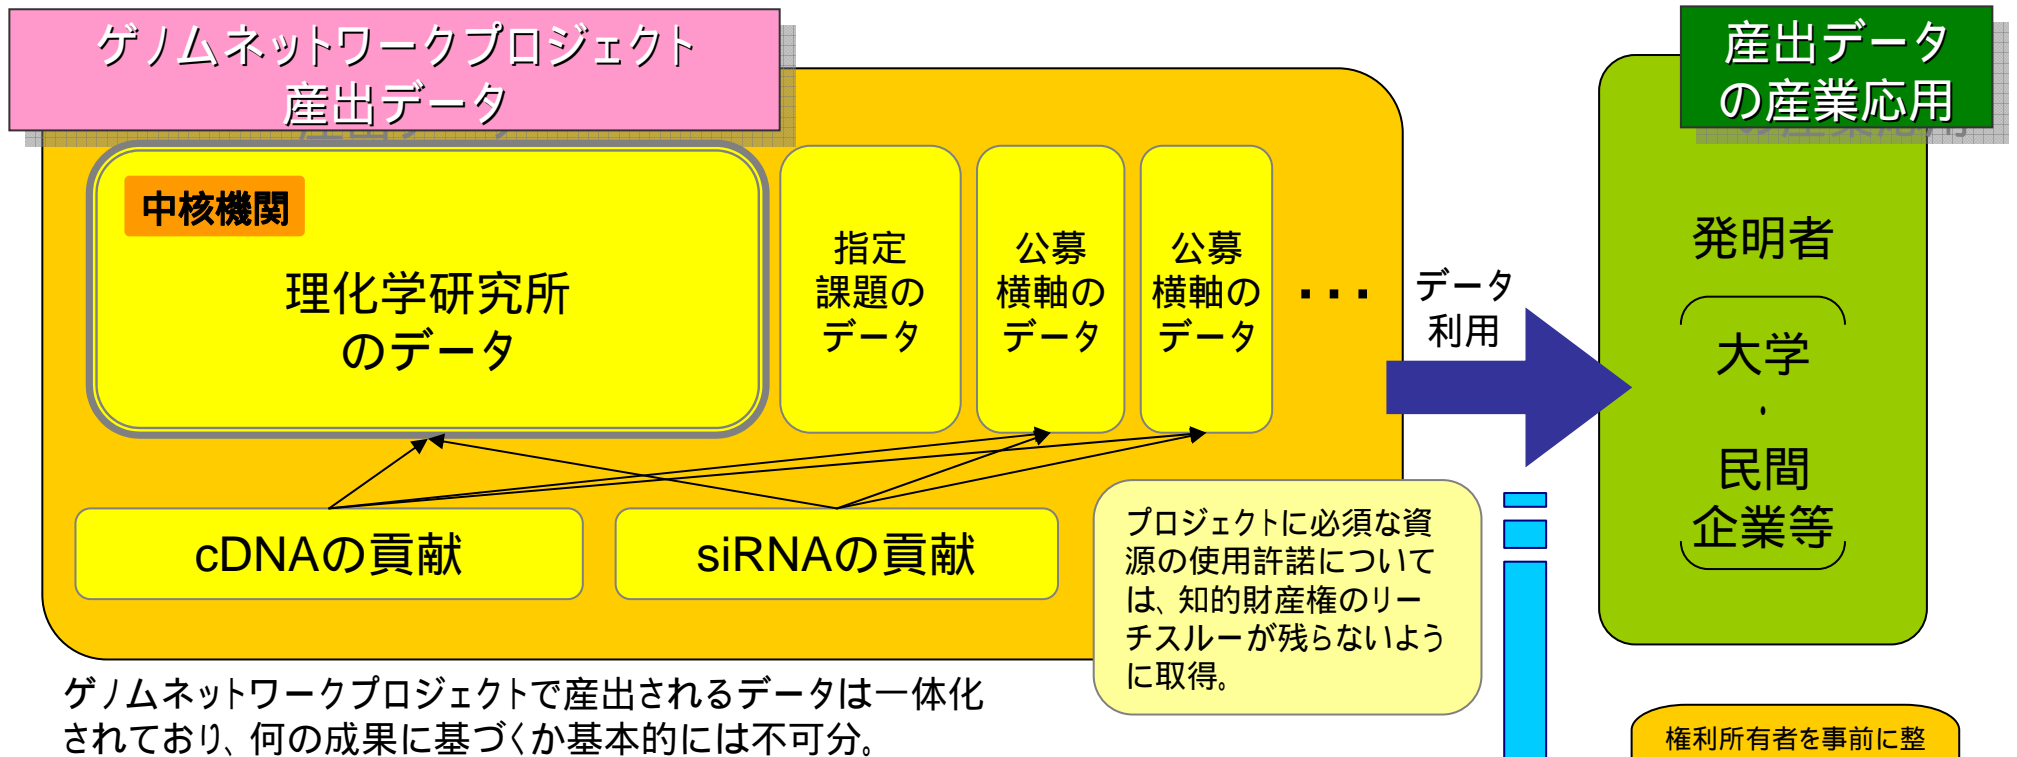 ゲノムネットワークプロジェクト
産出データ
産出データ
の産業応用
中核機関
理化学研究所
のデータ
指定
課題の
データ
公募
横軸の
データ
公募
横軸の
データ
・・・
データ
利用
発明者
大学
・
民間
企業等
cDNAの貢献
siRNAの貢献
プロジェクトに必須な資
源の使用許諾について
は、知的財産権のリー
チスルーが残らないよう
に取得。
ゲノムネットワークプロジェクトで産出されるデータは一体化
されており、何の成果に基づくか基本的には不可分。
権利所有者を事前に整